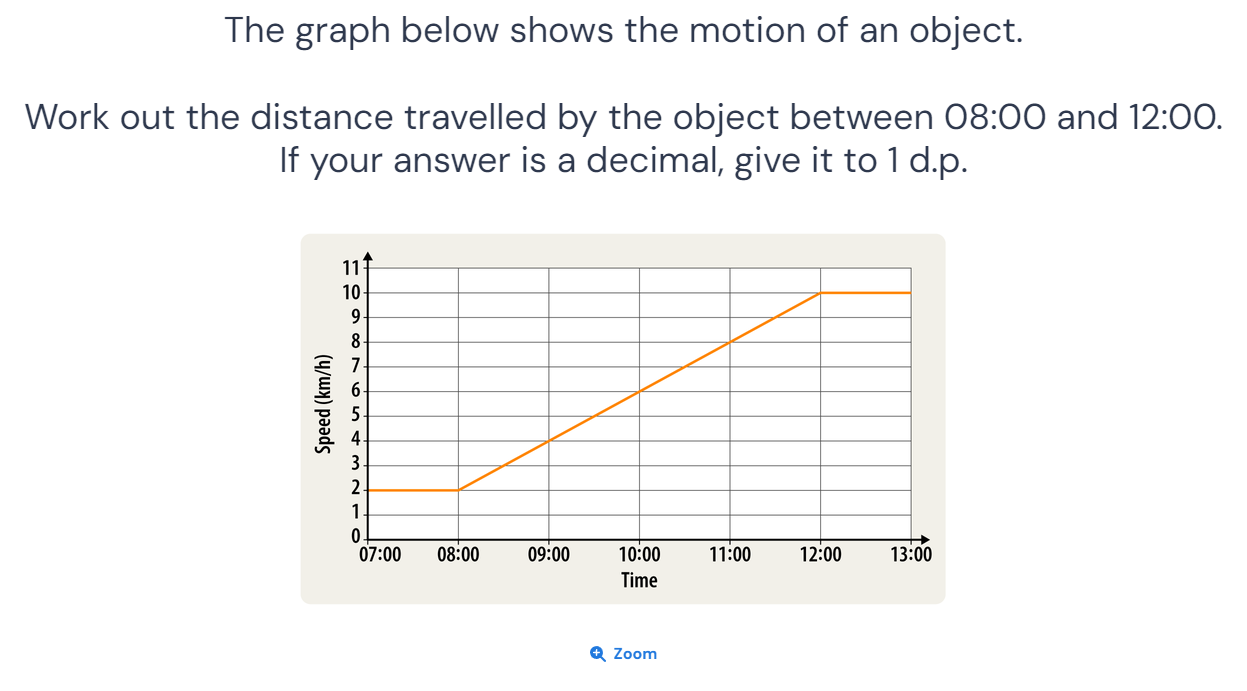 The graph below shows the motion of an object.
Work out the distance travelled by the object between 08:00 and 12:00.
If your answer is a decimal, give it to 1 d.p.
11
10
9
8
7
6
5
4
3
2
1
0
Speed (km/h)
07:00 08:00 09:00 10:00 11:00 12:00 13:00
Time
Zoom